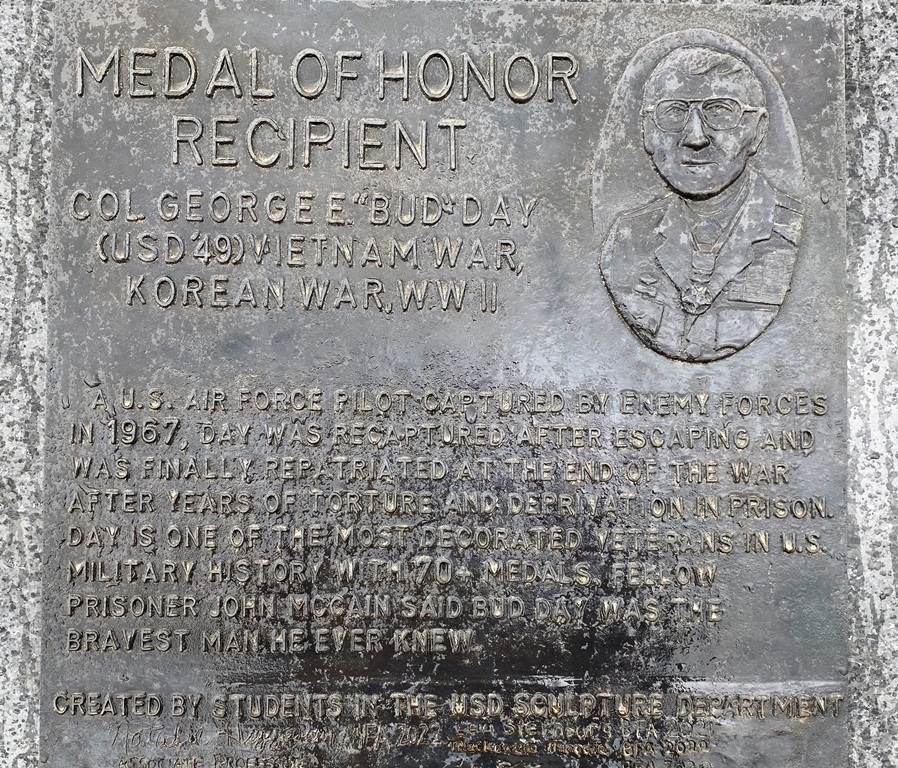 MEDAL OF HONOR
RECIPIENT
COL GEORGE E. "BUD" DAY
(USD '49) VIETNAM WAR,
KOREAN WAR, W W II
A U.S. AIR FORCE PILOT CAPTURED BY ENEMY FORCES
IN 1967, DAY WAS RECAPTURED AFTER ESCAPING AND
WAS FINALLY REPATRIATED AT THE END OF THE WAR
AFTER YEARS OF TORTURE AND DEPRIVATION IN PRISON.
DAY IS ONE OF THE MOST DECORATED VETERANS IN U.S.
MILITARY HISTORY WITH 70+ MEDALS. FELLOW
PRISONER JOHN MCCAIN SAID BUD DAY WAS THE
BRAVEST MAN HE EVER KNEW.
CREATED BY STUDENTS IN THE USD SCULPTURE DEPARTMENT
BFA 2022
ASSOCIATE PROFESSOR